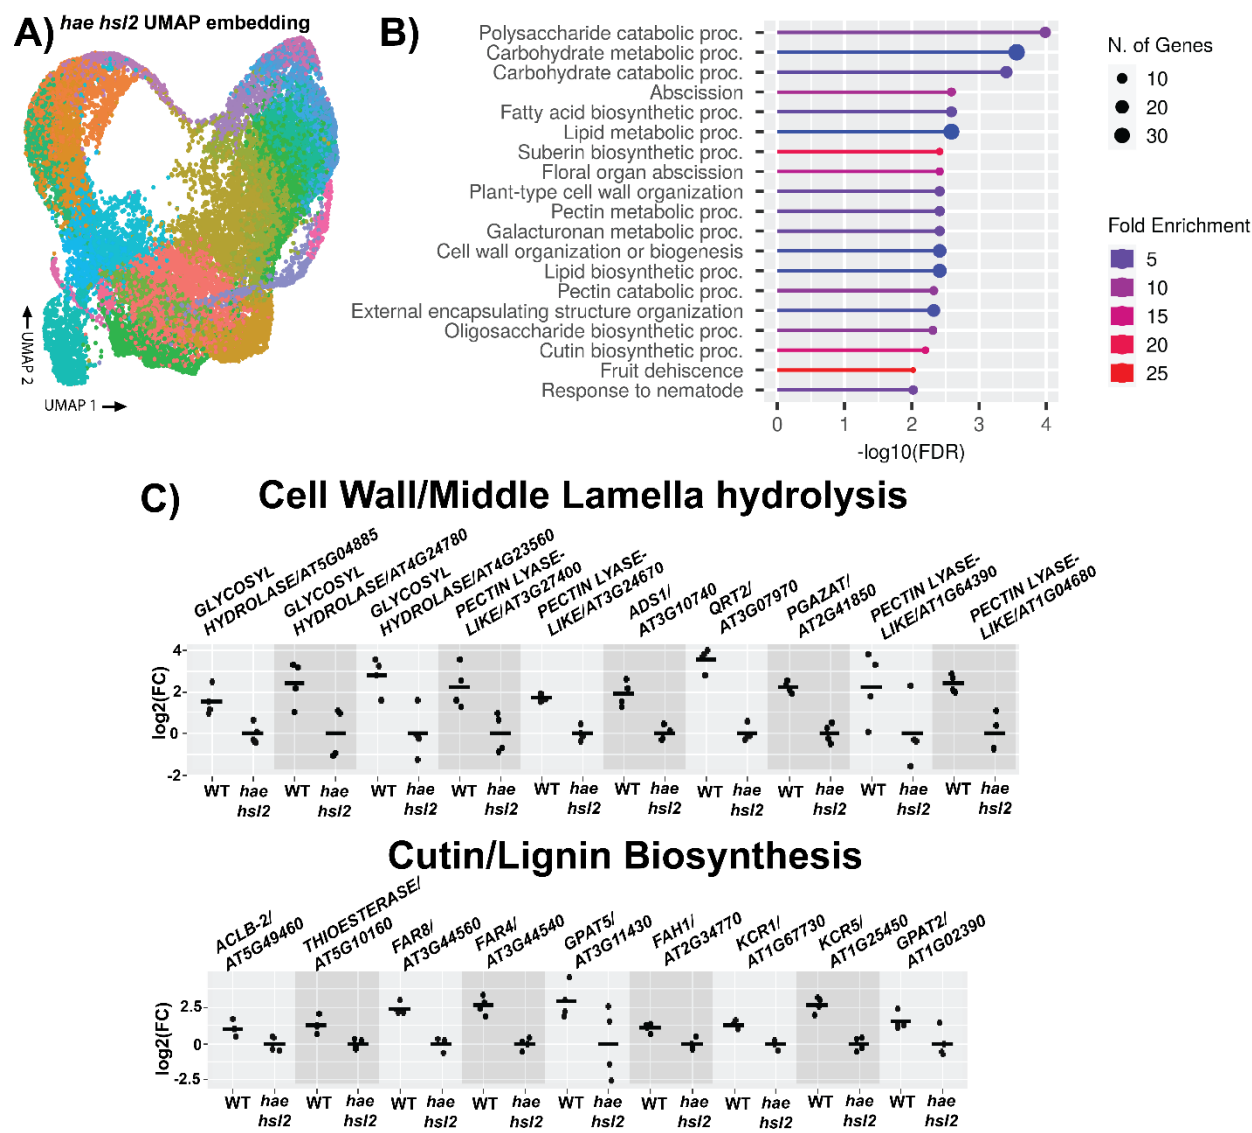 A)
hae hsl2 UMAP embedding
UMAP 2
UMAP 1
B)
Polysaccharide catabolic proc.
Carbohydrate metabolic proc.
Carbohydrate catabolic proc.
Abscission
Fatty acid biosynthetic proc.
Lipid metabolic proc.
Suberin biosynthetic proc.
Floral organ abscission
Plant-type cell wall organization
Pectin metabolic proc.
Galacturonan metabolic proc.
Cell wall organization or biogenesis
Lipid biosynthetic proc.
Pectin catabolic proc.
External encapsulating structure organization
Oligosaccharide biosynthetic proc.
Cutin biosynthetic proc.
Fruit dehiscence
Response to nematode
0 1 2 3 4
-log10(FDR)
N. of Genes
10
20
30
Fold Enrichment
5
10
15
20
25
C)
Cell Wall/Middle Lamella hydrolysis
GLYCOSYL
HYDROLASE/AT5G04885
GLYCOSYL
HYDROLASE/AT4G24780
GLYCOSYL
HYDROLASE/AT4G23560
PECTIN LYASE-
LIKE/AT3G27400
PECTIN LYASE-
LIKE/AT3G24670
ADS1/
AT3G10740
QRT2/
AT3G07970
PGAZAT/
AT2G41850
PECTIN LYASE-
LIKE/AT1G64390
PECTIN LYASE-
LIKE/AT1G04680
log2(FC)
4
2
0
-2
WT hae WT hae WT hae WT hae WT hae WT hae WT hae WT hae WT hae WT hae
hsl2 hsl2 hsl2 hsl2 hsl2 hsl2 hsl2 hsl2 hsl2 hsl2
Cutin/Lignin Biosynthesis
ACLB-2/
AT5G49460
THIOESTERASE/
AT5G10160
FAR8/
AT3G44560
FAR4/
AT3G44540
GPAT5/
AT3G11430
FAH1/
AT2G34770
KCR1/
AT1G67730
KCR5/
AT1G25450
GPAT2/
AT1G02390
log2(FC)
2.5
0
-2.5
WT hae WT hae WT hae WT hae WT hae WT hae WT hae WT hae WT hae
hsl2 hsl2 hsl2 hsl2 hsl2 hsl2 hsl2 hsl2 hsl2